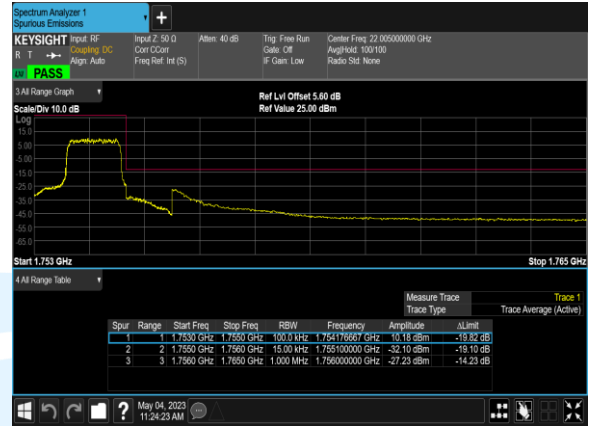 Spectrum Analyzer 1
Spurious Emissions
KEYSIGHT Input: RF Input Z: 50 Ω Atten: 40 dB Trig: Free Run Center Freq: 22.005000000 GHz
R T Coupling: DC Corr CCorr Gate: Off Avg|Hold: 100/100
Align: Auto Freq Ref: Int (S) IF Gain: Low Radio Std: None
PASS
3 All Range Graph Ref Lvl Offset 5.60 dB
Scale/Div 10.0 dB Ref Value 25.00 dBm
Log
15.0
5.00
-5.00
-15.0
-25.0
-35.0
-45.0
-55.0
-65.0
Start 1.753 GHz Stop 1.765 GHz
4 All Range Table
Measure Trace Trace 1
Trace Type Trace Average (Active)
Spur Range Start Freq Stop Freq RBW Frequency Amplitude ΔLimit
1 1 1.7530 GHz 1.7550 GHz 100.0 kHz 1.754176667 GHz 10.18 dBm -19.82 dB
2 2 1.7550 GHz 1.7560 GHz 15.00 kHz 1.755100000 GHz -32.10 dBm -19.10 dB
3 3 1.7560 GHz 1.7650 GHz 1.000 MHz 1.756000000 GHz -27.23 dBm -14.23 dB
? May 04, 2023
11:24:23 AM